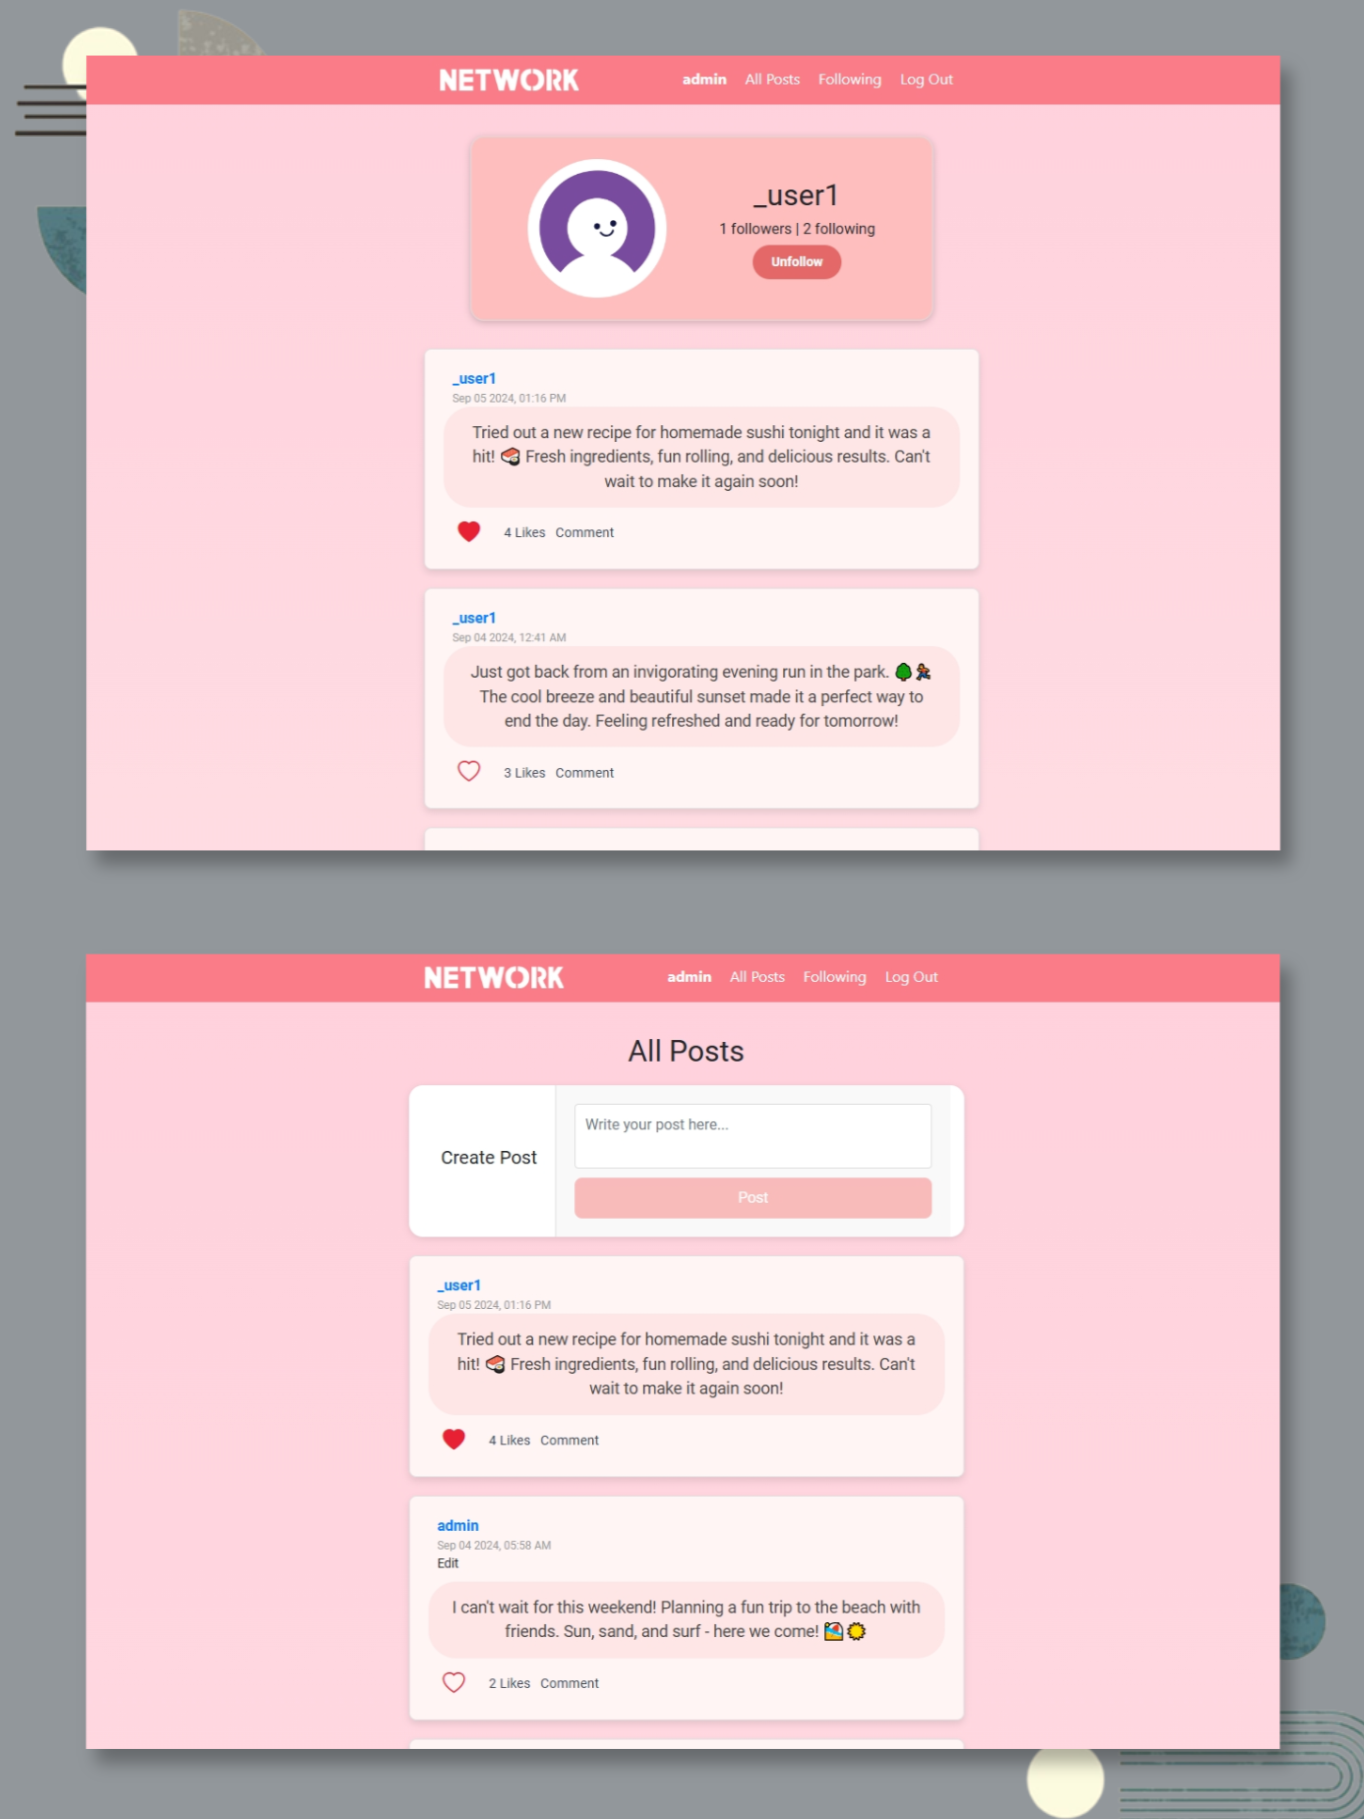 NETWORK admin All Posts Following Log Out
_user1
1 followers | 2 following
Unfollow
_user1
Sep 05 2024, 01:16 PM
Tried out a new recipe for homemade sushi tonight and it was a
hit! 🍣 Fresh ingredients, fun rolling, and delicious results. Can't
wait to make it again soon!
4 Likes Comment
_user1
Sep 04 2024, 12:41 AM
Just got back from an invigorating evening run in the park. 🌳🏃
The cool breeze and beautiful sunset made it a perfect way to
end the day. Feeling refreshed and ready for tomorrow!
3 Likes Comment
NETWORK admin All Posts Following Log Out
All Posts
Create Post
Write your post here...
Post
_user1
Sep 05 2024, 01:16 PM
Tried out a new recipe for homemade sushi tonight and it was a
hit! 🍣 Fresh ingredients, fun rolling, and delicious results. Can't
wait to make it again soon!
4 Likes Comment
admin
Sep 04 2024, 05:58 AM
Edit
I can't wait for this weekend! Planning a fun trip to the beach with
friends. Sun, sand, and surf - here we come! 🏖️🌞
2 Likes Comment